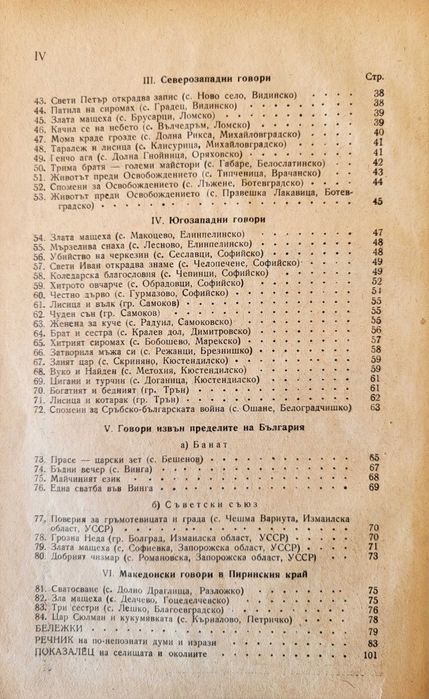 IV
III. Северозападни говори Стр.
43. Свети Петър открадва запис (с. Ново село, Видинско) 38
44. Патила на сиромах (с. Градец, Видинско) 38
45. Злата мащеха (с. Брусарци, Ломско) 39
46. Качил се на небето (с. Вълчедръм, Ломско) 39
47. Мома краде грозде (с. Долна Рикса, Михайловградско) 40
48. Таралеж и лисица (с. Клисурица, Михайловградско) 41
49. Генчо ага (с. Долна Гнойница, Оряховско) 41
50. Трима братя — големи майстори (с. Габаре, Белослатинско) 42
51. Животът преди Освобождението (с. Типченица, Врачанско) 43
52. Спомени за Освобождението (с. Лъжене, Ботевградско) 44
53. Животът преди Освобождението (с. Правешка Лакавица, Ботев-
градско) 45
IV. Югозападни говори
54. Злата мащеха (с. Макоцево, Елинпелинско) 47
55. Мързелива снаха (с. Лесново, Елинпелинско) 48
56. Убийство на черкезин (с. Сеславци, Софийско) 48
57. Свети Иван открадва знаме (с. Челопечене, Софийско) 49
58. Коледарска благословия (с. Чепинци, Софийско) 49
59. Хитрото овчарче (с. Обрадовци, Софийско) 52
60. Честно дърво (с. Гурмазово, Софийско) 51
61. Лисица и вълк (гр. Самоков) 55
62. Чуден сън (гр. Самоков) 55
63. Женевна за куче (с. Радуил, Самоковско) 55
64. Брат и сестра (с. Кралев дол, Димитровско) 56
65. Хитрият сиромах (с. Бобошево, Марекско) 57
66. Затворила мъжа си (с. Режанци, Брезнишко) 58
67. Злият цар (с. Скриняно, Кюстендилско) 59
68. Вуко и Найден (с. Метохия, Кюстендилско) 59
69. Цигани и турчин (с. Доганица, Кюстендилско) 61
70. Богатият и бедният (гр. Трън) 61
71. Лисица и котарак (гр. Трън) 62
72. Спомени за Сръбско-българската война (с. Ошане, Белоградчишко) 63
V. Говори извън пределите на България
а) Банат
73. Прасе — царски зет (с. Бешенов) 65
74. Бъдни вечер (с. Винга) 67
75. Майчиният език 68
76. Една сватба във Винга 69
б) Съветски съюз
77. Поверия за гръмотевицата и града (с. Чешма Варуита, Измаилска
област, УССР) 70
78. Грозна Неда (гр. Болград, Измаилска област, УССР) 70
79. Злата мащеха (с. Софиевка, Запорожска област, УССР) 71
80. Добрият чизмар (с. Романовска, Запорожска област, УССР) 73
VI. Македонски говори в Пиринския край
81. Сватосване (с. Долно Драглища, Разложко) 75
82. Зла мащеха (с. Делчево, Гоцеделчевско) 75
83. Три сестри (с. Лешко, Благоевградско) 76
84. Цар Сюлман и кукумявката (с. Кърналово, Петричко) 78
БЕЛЕЖКИ 79
РЕЧНИК на по-непознати думи и изрази 83
ПОКАЗАЛЕЦ на селищата и околиите 101